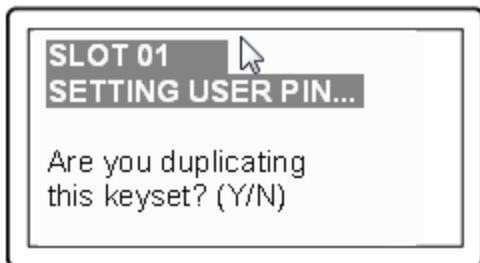 SLOT 01
SETTING USER PIN...
Are you duplicating
this keyset? (Y/N)